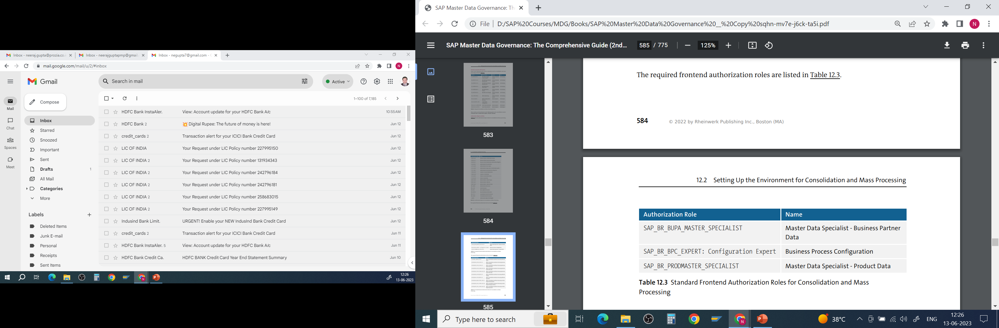 Inbox - neeraj.gupta@prozia.co.i
Inbox - neerajguptapmp@gmail.
Inbox - negupta7@gmail.com -
mail.google.com/mail/u/2/#inbox
N
Gmail
Search in mail
Active
Mail
Chat
Spaces
Meet
Compose
Inbox
Starred
Snoozed
Important
Sent
Drafts 1
All Mail
Categories
More
Labels
Deleted Items
Junk E-mail
Personal
Receipts
Sent Items
1–100 of 7,185
HDFC Bank InstaAler. View: Account update for your HDFC Bank A/c 10:55 AM
HDFC Bank 2 💥 Digital Rupee: The future of money is here! Jun 12
credit_cards 2 Transaction alert for your ICICI Bank Credit Card Jun 12
LIC OF INDIA Your Request under LIC Policy number 227995150 Jun 12
LIC OF INDIA 2 Your Request under LIC Policy number 131934343 Jun 12
LIC OF INDIA 2 Your Request under LIC Policy number 242796184 Jun 12
LIC OF INDIA 2 Your Request under LIC Policy number 242796181 Jun 12
LIC OF INDIA 2 Your Request under LIC Policy number 258683015 Jun 12
LIC OF INDIA 2 Your Request under LIC Policy number 227995149 Jun 12
Indusind Bank Limit. URGENT! Enable your NEW IndusInd Bank Credit Card Jun 12
credit_cards 2 Transaction alert for your ICICI Bank Credit Card Jun 11
HDFC Bank InstaAler. 5 View: Account update for your HDFC Bank A/c Jun 11
HDFC Bank Credit Ca. HDFC BANK Credit Card Year End Statement Summary Jun 10
12:26
13-06-2023
SAP Master Data Governance: Th
File D:/SAP%20Courses/MDG/Books/SAP%20Master%20Data%20Governance%20__%20Copy%20sqhn-mv7e-j6ck-ta5i.pdf
N
SAP Master Data Governance: The Comprehensive Guide (2nd... 585 / 775 125%
583
584
585
The required frontend authorization roles are listed in Table 12.3.
584 © 2022 by Rheinwerk Publishing Inc., Boston (MA)
12.2 Setting Up the Environment for Consolidation and Mass Processing
Authorization Role Name
SAP_BR_BUPA_MASTER_SPECIALIST Master Data Specialist - Business Partner
Data
SAP_BR_BPC_EXPERT: Configuration Expert Business Process Configuration
SAP_BR_PRODMASTER_SPECIALIST Master Data Specialist - Product Data
Table 12.3 Standard Frontend Authorization Roles for Consolidation and Mass
Processing
Type here to search
38°C
ENG
12:26
13-06-2023